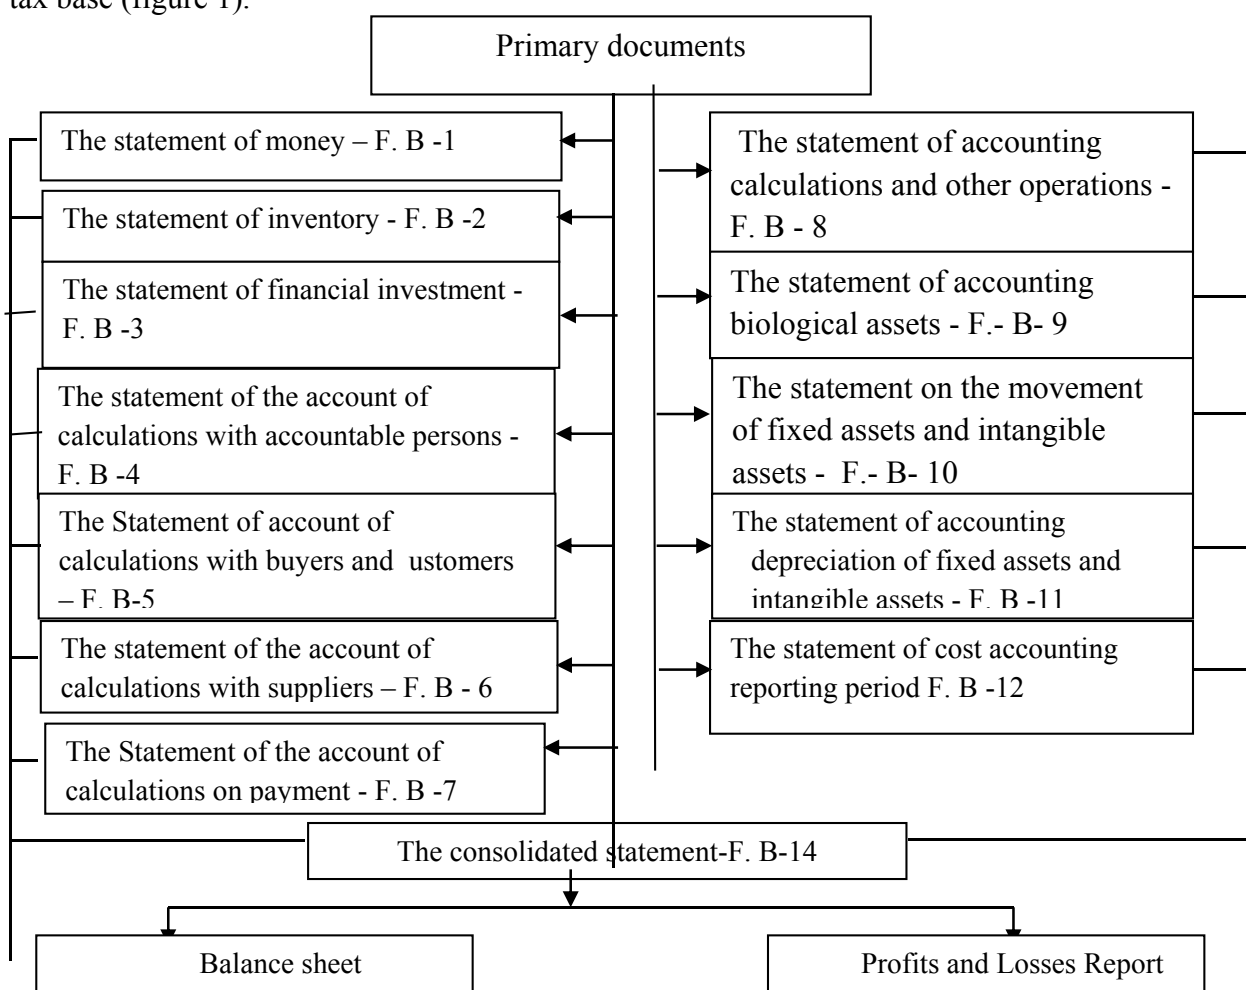 tax base (figure 1).
Primary documents
The statement of money – F. B -1
The statement of inventory - F. B -2
The statement of financial investment -
F. B -3
The statement of the account of
calculations with accountable persons -
F. B -4
The Statement of account of
calculations with buyers and ustomers
– F. B-5
The statement of the account of
calculations with suppliers – F. B - 6
The Statement of the account of
calculations on payment - F. B -7
The statement of accounting
calculations and other operations -
F. B - 8
The statement of accounting
biological assets - F.- B- 9
The statement on the movement
of fixed assets and intangible
assets - F.- B- 10
The statement of accounting
depreciation of fixed assets and
intangible assets - F. B -11
The statement of cost accounting
reporting period F. B -12
The consolidated statement-F. B-14
Balance sheet
Profits and Losses Report